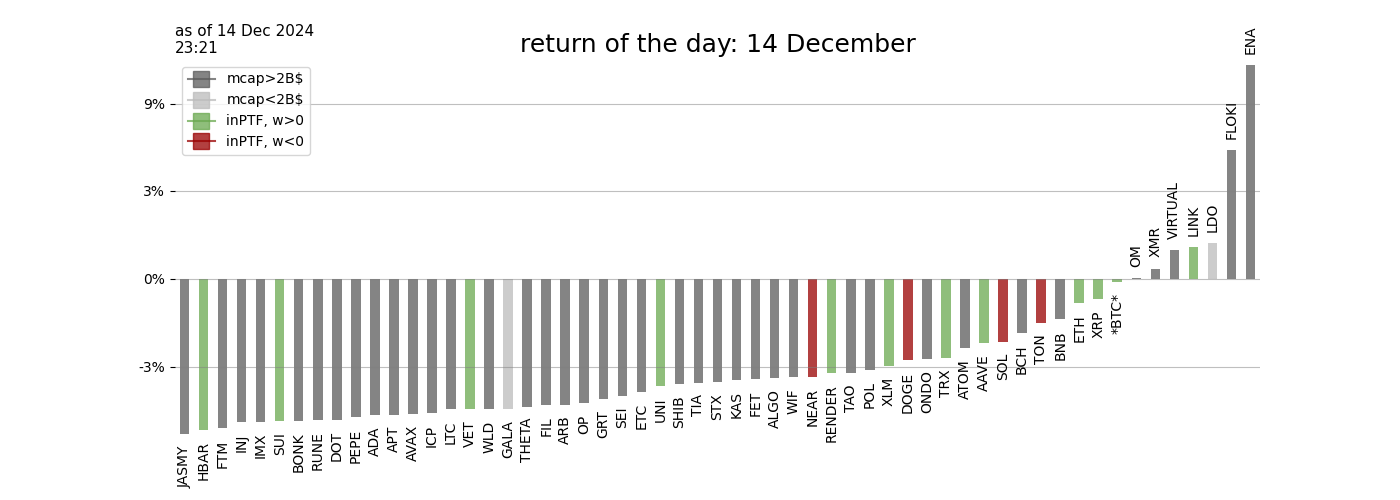 as of 14 Dec 2024
23:21
return of the day: 14 December
mcap>2B$
mcap<2B$
inPTF, w>0
inPTF, w<0
9%
3%
0%
-3%
JASMY
HBAR
FTM
INJ
IMX
SUI
BONK
RUNE
DOT
PEPE
ADA
APT
AVAX
ICP
LTC
VET
WLD
GALA
THETA
FIL
ARB
OP
GRT
SEI
ETC
UNI
SHIB
TIA
STX
KAS
FET
ALGO
WIF
NEAR
RENDER
TAO
POL
XLM
DOGE
ONDO
TRX
ATOM
AAVE
SOL
BCH
TON
BNB
ETH
XRP
*BTC*
OM
XMR
VIRTUAL
LINK
LDO
FLOKI
ENA